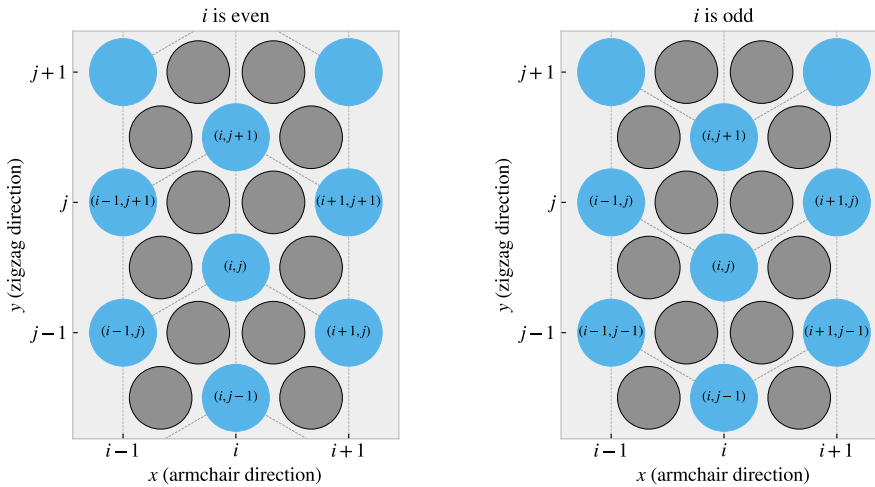 i is even
j+1
j
j−1
y (zigzag direction)
(i, j+1)
(i−1, j+1)
(i+1, j+1)
(i, j)
(i−1, j)
(i+1, j)
(i, j−1)
i−1
i
i+1
x (armchair direction)
i is odd
j+1
j
j−1
y (zigzag direction)
(i, j+1)
(i−1, j)
(i+1, j)
(i, j)
(i−1, j−1)
(i+1, j−1)
(i, j−1)
i−1
i
i+1
x (armchair direction)